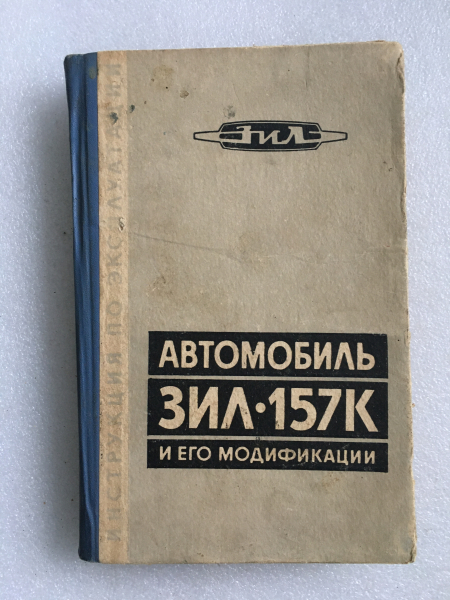 ЗИЛ
АВТОМОБИЛЬ
ЗИЛ·157К
И ЕГО МОДИФИКАЦИИ
ИНСТРУКЦИЯ ПО ЭКСПЛУАТАЦИИ